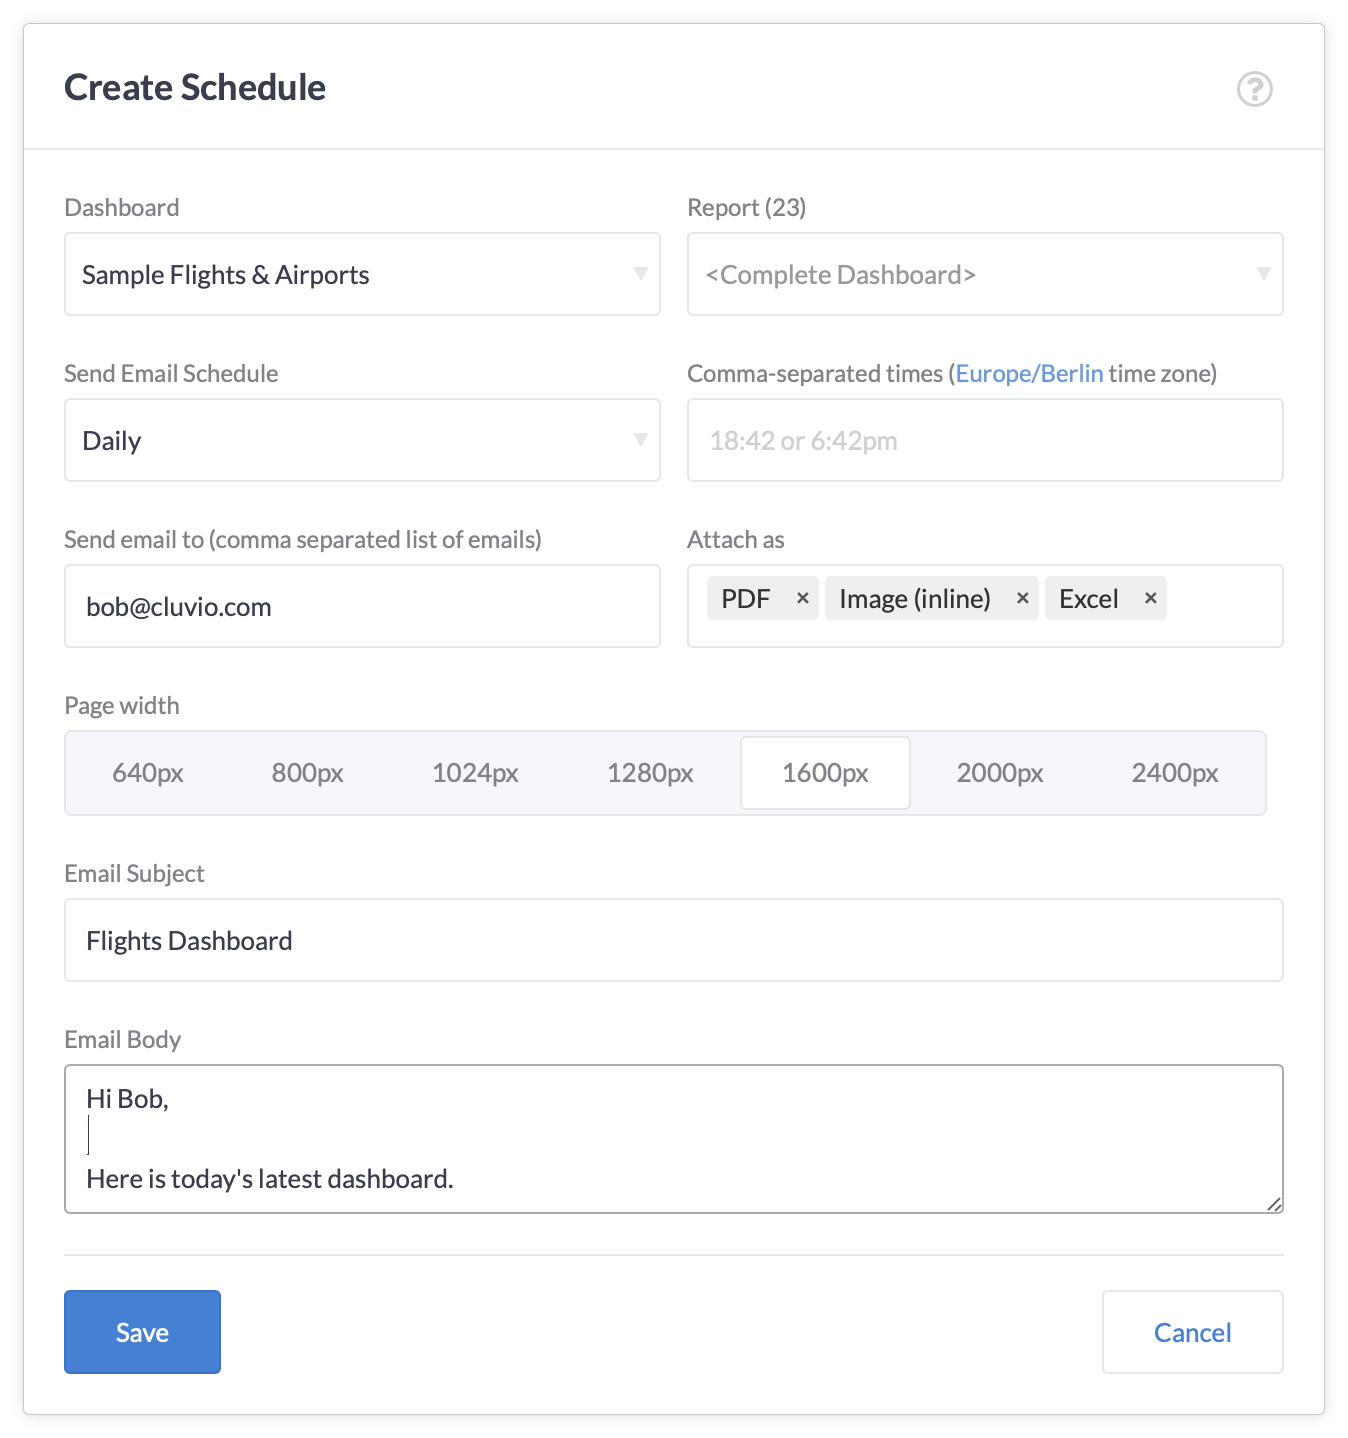 Create Schedule
?
Dashboard
Report (23)
Sample Flights & Airports
<Complete Dashboard>
Send Email Schedule
Comma-separated times (Europe/Berlin time zone)
Daily
18:42 or 6:42pm
Send email to (comma separated list of emails)
Attach as
bob@cluvio.com
PDF × Image (inline) × Excel ×
Page width
640px 800px 1024px 1280px 1600px 2000px 2400px
Email Subject
Flights Dashboard
Email Body
Hi Bob,
Here is today's latest dashboard.
Save
Cancel